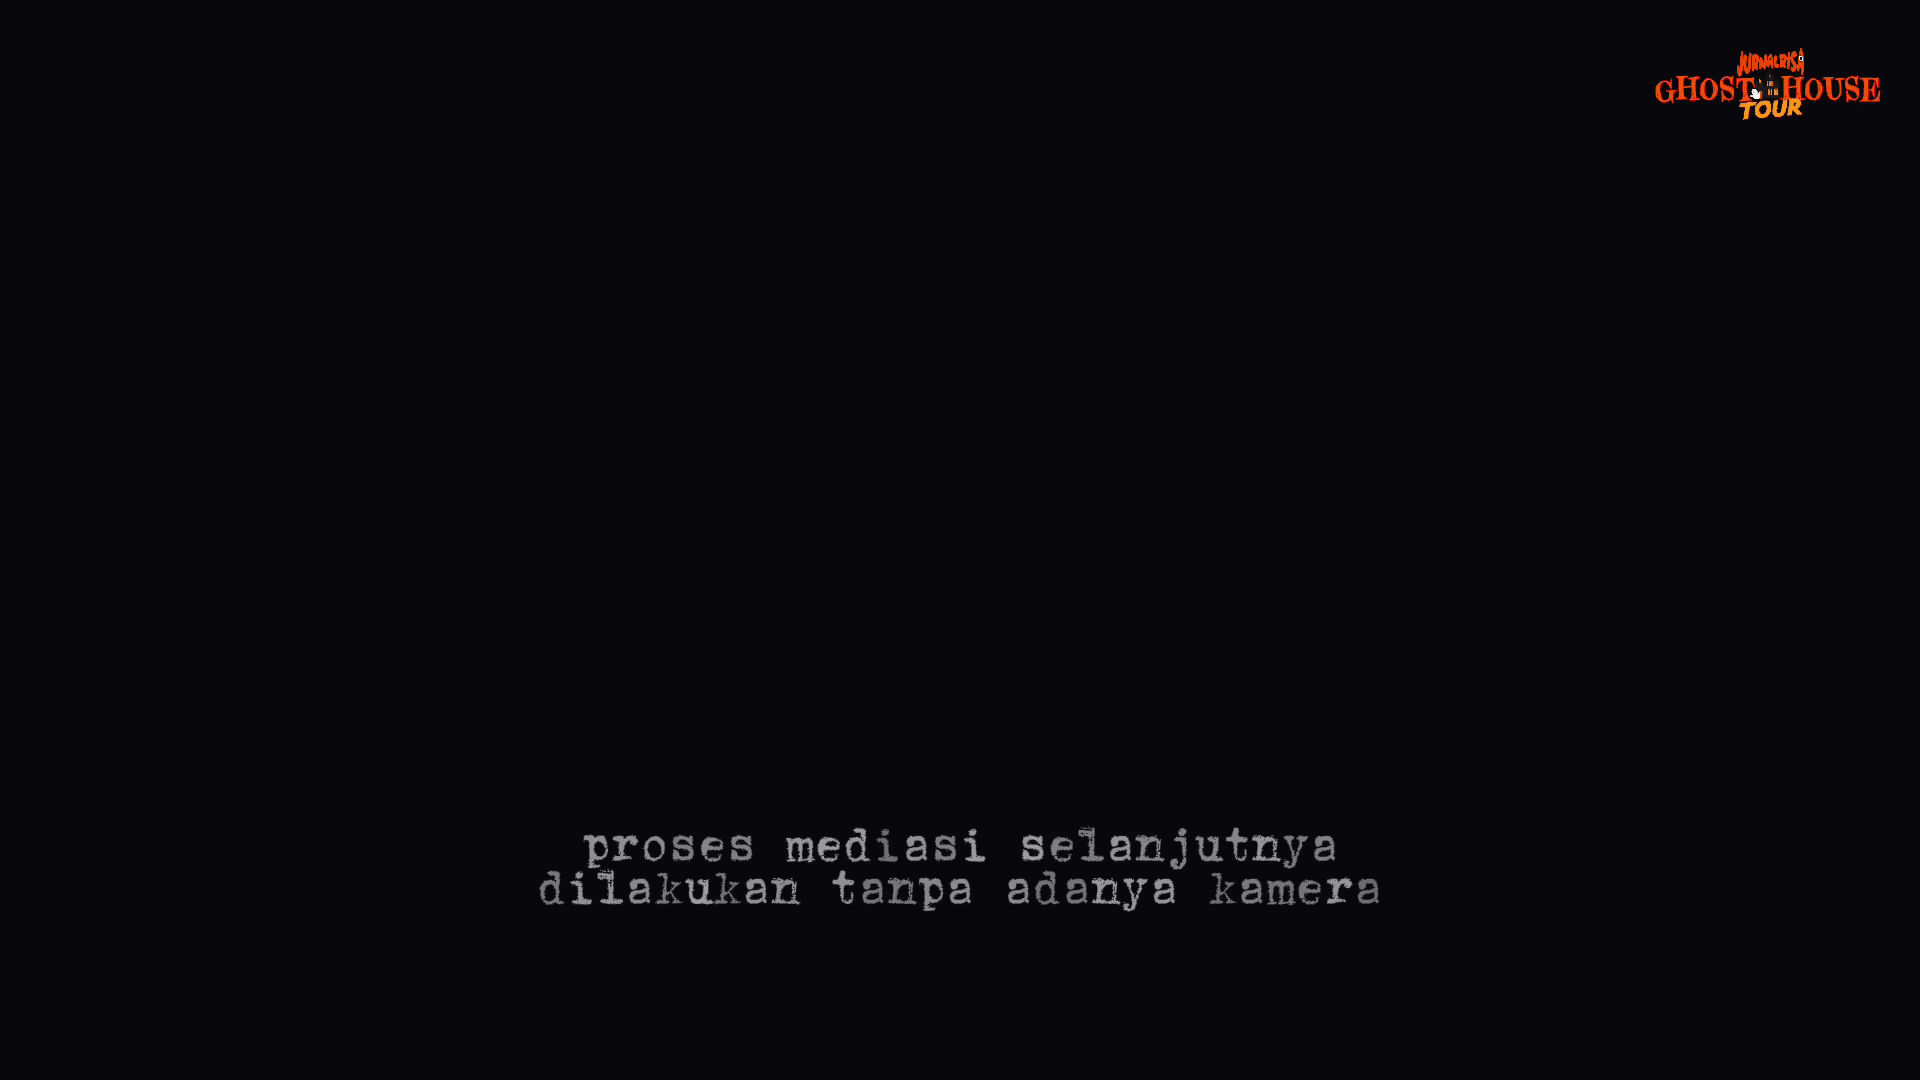 JURNALRISA
GHOST HOUSE
TOUR
proses mediasi selanjutnya
dilakukan tanpa adanya kamera